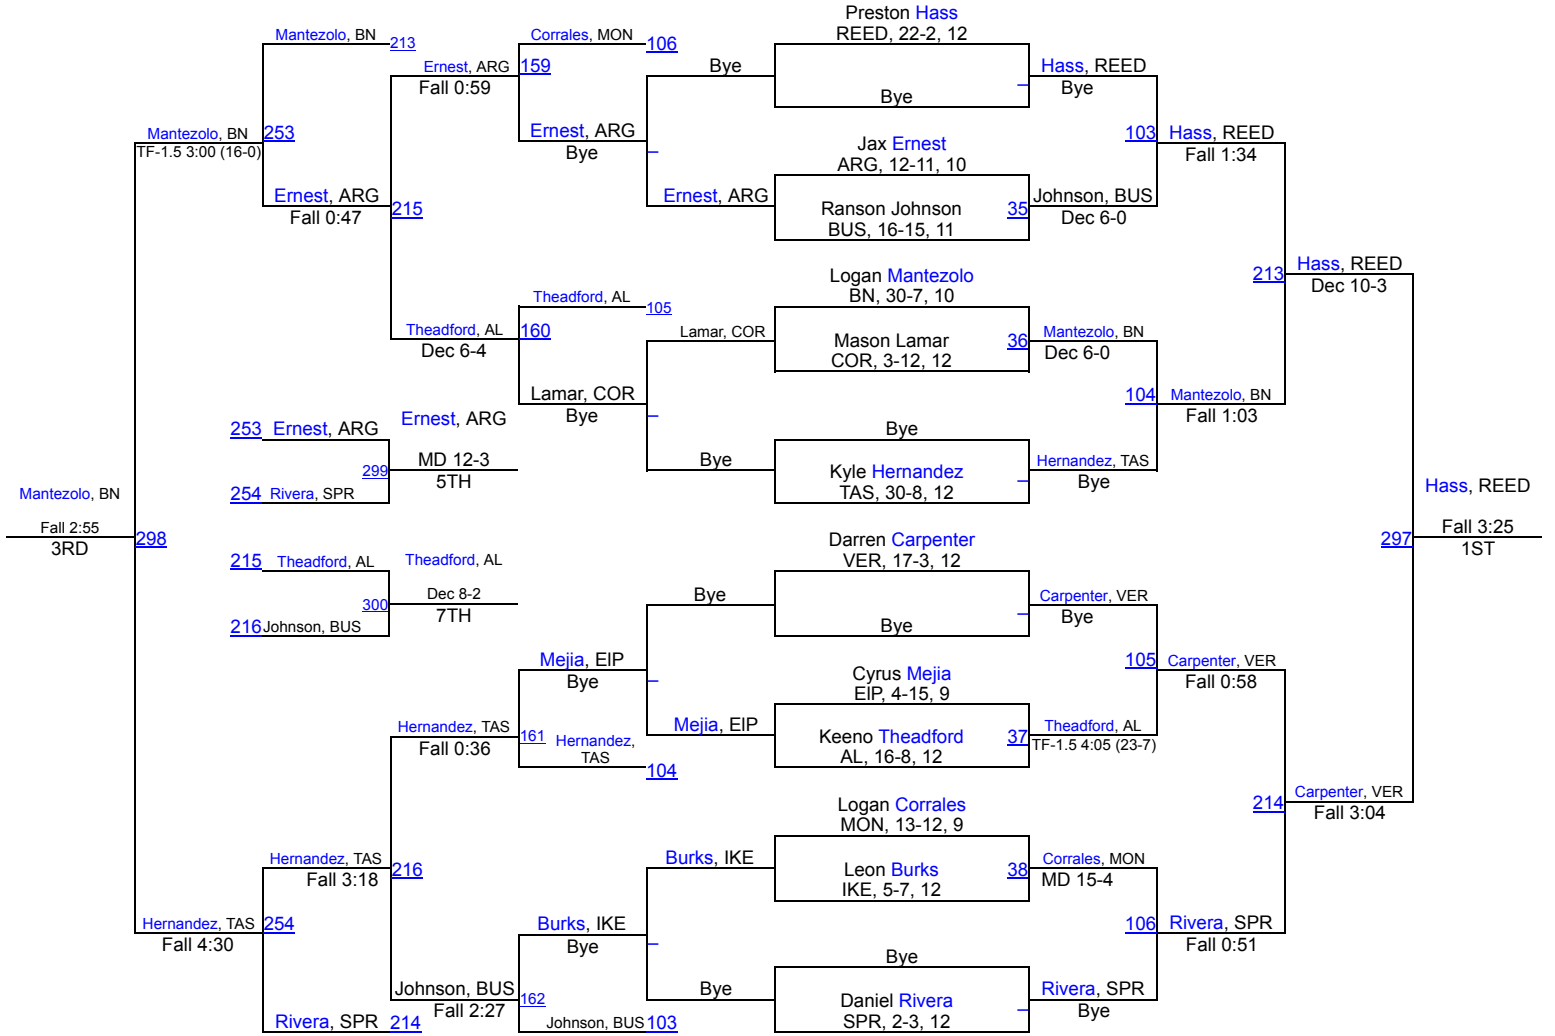 Preston Hass
REED, 22-2, 12
Mantezolo, BN 213
Corrales, MON 106
Ernest, ARG 159
Fall 0:59
Bye
Hass, REED
Bye
Bye
Mantezolo, BN 253
TF-1.5 3:00 (16-0)
Ernest, ARG
Bye
Jax Ernest
ARG, 12-11, 10
103 Hass, REED
Fall 1:34
Ernest, ARG
Fall 0:47
215
Ernest, ARG
Ranson Johnson
BUS, 16-15, 11
35 Johnson, BUS
Dec 6-0
Logan Mantezolo
BN, 30-7, 10
213 Hass, REED
Dec 10-3
Theadford, AL 105
Theadford, AL 160
Dec 6-4
Lamar, COR
Mason Lamar
COR, 3-12, 12
36 Mantezolo, BN
Dec 6-0
Lamar, COR
Bye
104 Mantezolo, BN
Fall 1:03
253 Ernest, ARG
Ernest, ARG
Bye
299
MD 12-3
5TH
Bye
Kyle Hernandez
TAS, 30-8, 12
Hernandez, TAS
Bye
254 Rivera, SPR
Mantezolo, BN
Fall 2:55
3RD
298
Hass, REED
297 Fall 3:25
1ST
215 Theadford, AL
Theadford, AL
Darren Carpenter
VER, 17-3, 12
300
Dec 8-2
7TH
Bye
Carpenter, VER
Bye
216 Johnson, BUS
Bye
Mejia, EIP
Bye
Cyrus Mejia
EIP, 4-15, 9
105 Carpenter, VER
Fall 0:58
Hernandez, TAS
Fall 0:36
161 Hernandez,
TAS
104
Mejia, EIP
Keeno Theadford
AL, 16-8, 12
37 Theadford, AL
TF-1.5 4:05 (23-7)
Logan Corrales
MON, 13-12, 9
214 Carpenter, VER
Fall 3:04
Hernandez, TAS
Fall 3:18
216
Burks, IKE
Leon Burks
IKE, 5-7, 12
38 Corrales, MON
MD 15-4
Hernandez, TAS 254
Fall 4:30
Burks, IKE
Bye
106 Rivera, SPR
Fall 0:51
Bye
Johnson, BUS
Fall 2:27
162
Bye
Daniel Rivera
SPR, 2-3, 12
Rivera, SPR
Bye
Rivera, SPR 214
Johnson, BUS 103